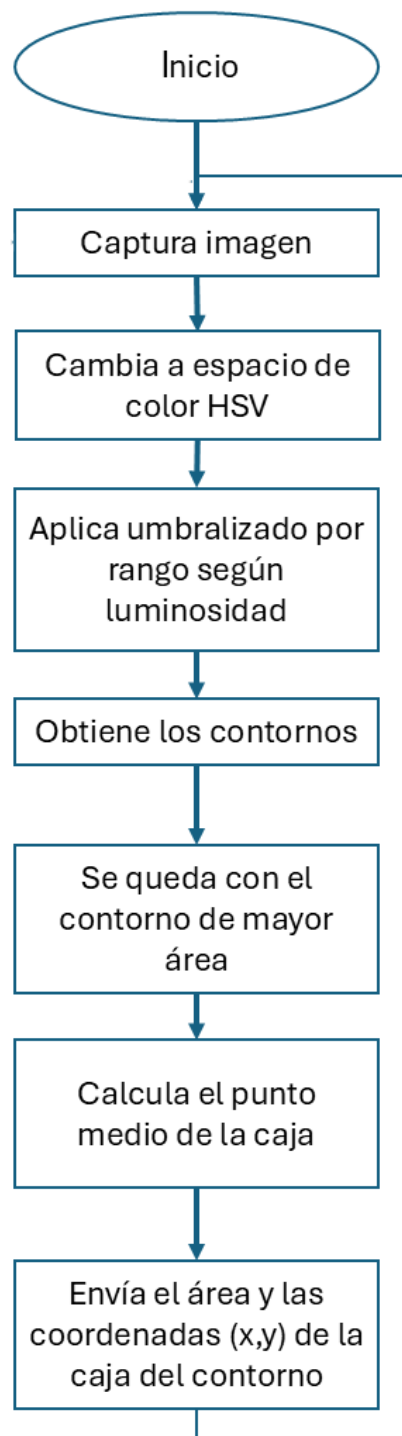 Inicio
Captura imagen
Cambia a espacio de
color HSV
Aplica umbralizado por
rango según
luminosidad
Obtiene los contornos
Se queda con el
contorno de mayor
área
Calcula el punto
medio de la caja
Envía el área y las
coordenadas (x,y) de la
caja del contorno